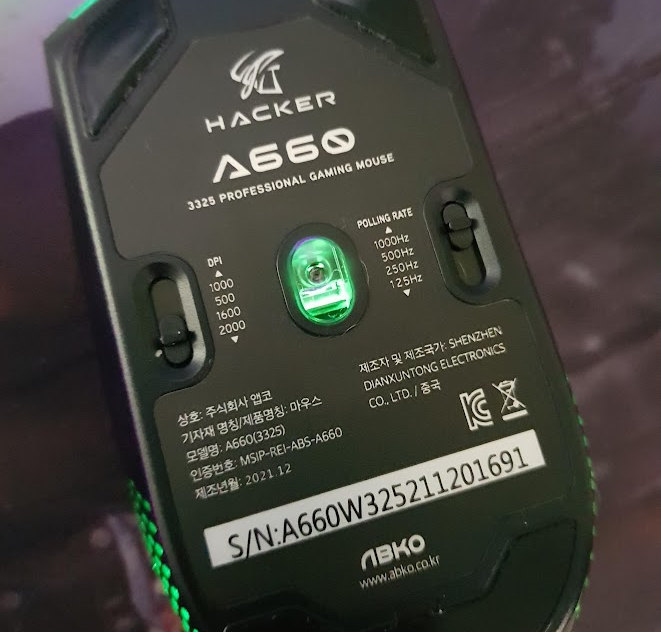 HACKER
A660
3325 PROFESSIONAL GAMING MOUSE
DPI
1000
500
1600
2000
POLLING RATE
1000Hz
500Hz
250Hz
125Hz
상호: 주식회사 앱코
기자재 명칭/제품명칭: 마우스
모델명: A660(3325)
인증번호: MSIP-REI-ABS-A660
제조년월: 2021.12
제조자 및 제조국가: SHENZHEN
DIANXUNTONG ELECTRONICS
CO., LTD. / 중국
S/N:A660W325211201691
ABKO
www.abko.co.kr